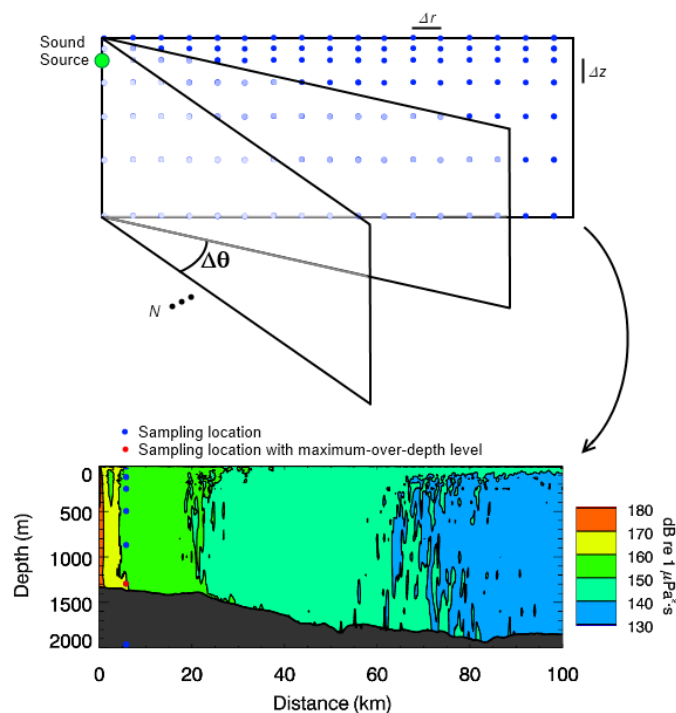 Δr
Sound
Source
Δz
Δθ
N
Sampling location
Sampling location with maximum-over-depth level
0
500
1000
1500
2000
Depth (m)
0 20 40 60 80 100
Distance (km)
180
170
160
150
140
130
dB re 1 μPa²·s